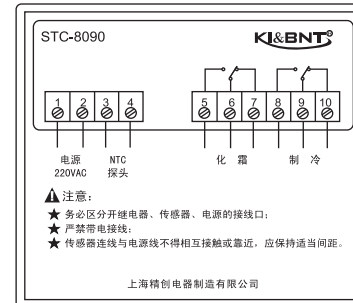 STC-8090
KI&BNT®
1 2 3 4 5 6 7 8 9 10
电源 NTC 化 霜 制 冷
220VAC 探头
注意:
★ 务必区分开继电器、传感器、电源的接线口;
★ 严禁带电接线;
★ 传感器连线与电源线不得相互接触或靠近，应保持适当间距。
上海精创电器制造有限公司